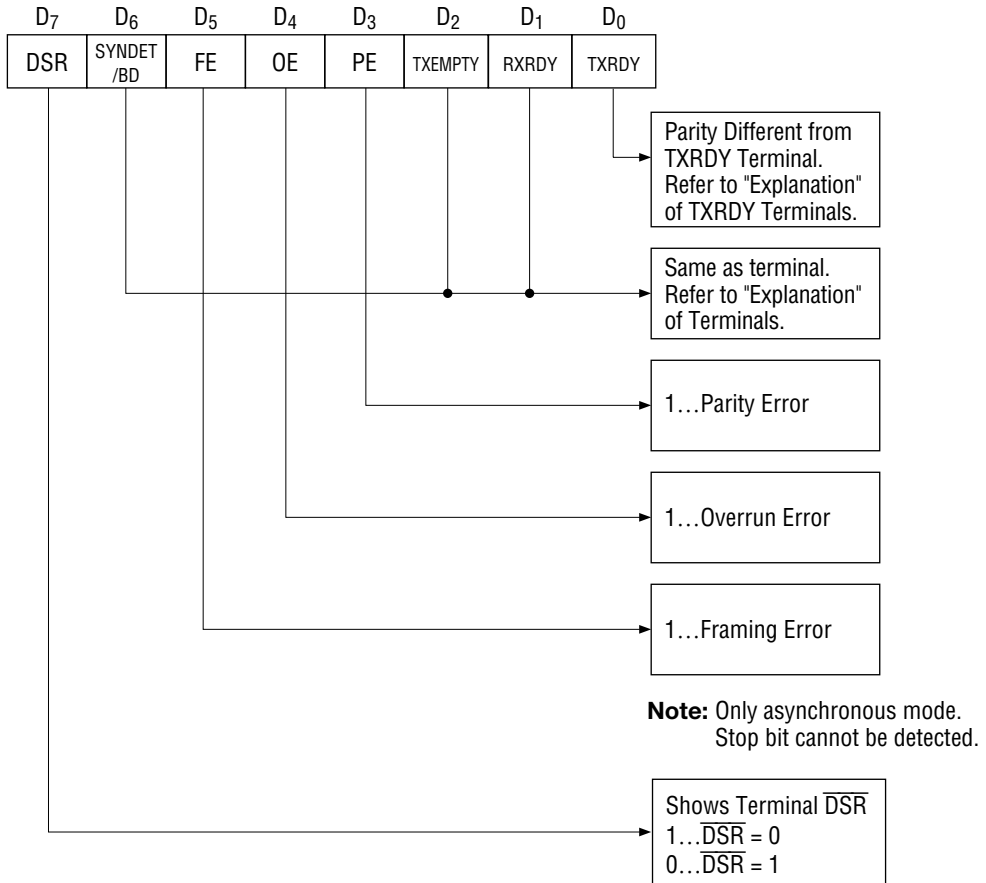 D7 D6 D5 D4 D3 D2 D1 D0
DSR SYNDET /BD FE OE PE TXEMPTY RXRDY TXRDY
Parity Different from
TXRDY Terminal.
Refer to "Explanation"
of TXRDY Terminals.
Same as terminal.
Refer to "Explanation"
of Terminals.
1...Parity Error
1...Overrun Error
1...Framing Error
Note: Only asynchronous mode.
Stop bit cannot be detected.
Shows Terminal D̅S̅R̅
1...D̅S̅R̅ = 0
0...D̅S̅R̅ = 1